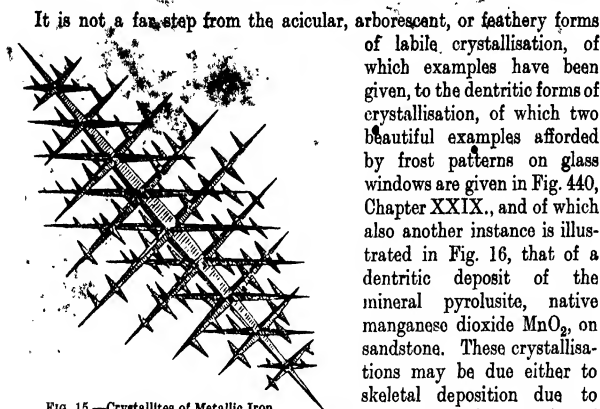 It is not a far step from the acicular, arborescent, or feathery forms
of labile crystallisation, of
which examples have been
given, to the dentritic forms of
crystallisation, of which two
beautiful examples afforded
by frost patterns on glass
windows are given in Fig. 440,
Chapter XXIX., and of which
also another instance is illus-
trated in Fig. 16, that of a
dentritic deposit of the
mineral pyrolusite, native
manganese dioxide MnO₂, on
sandstone. These crystallisa-
tions may be due either to
skeletal deposition due to
FIG. 15.—Crystallites of Metallic Iron